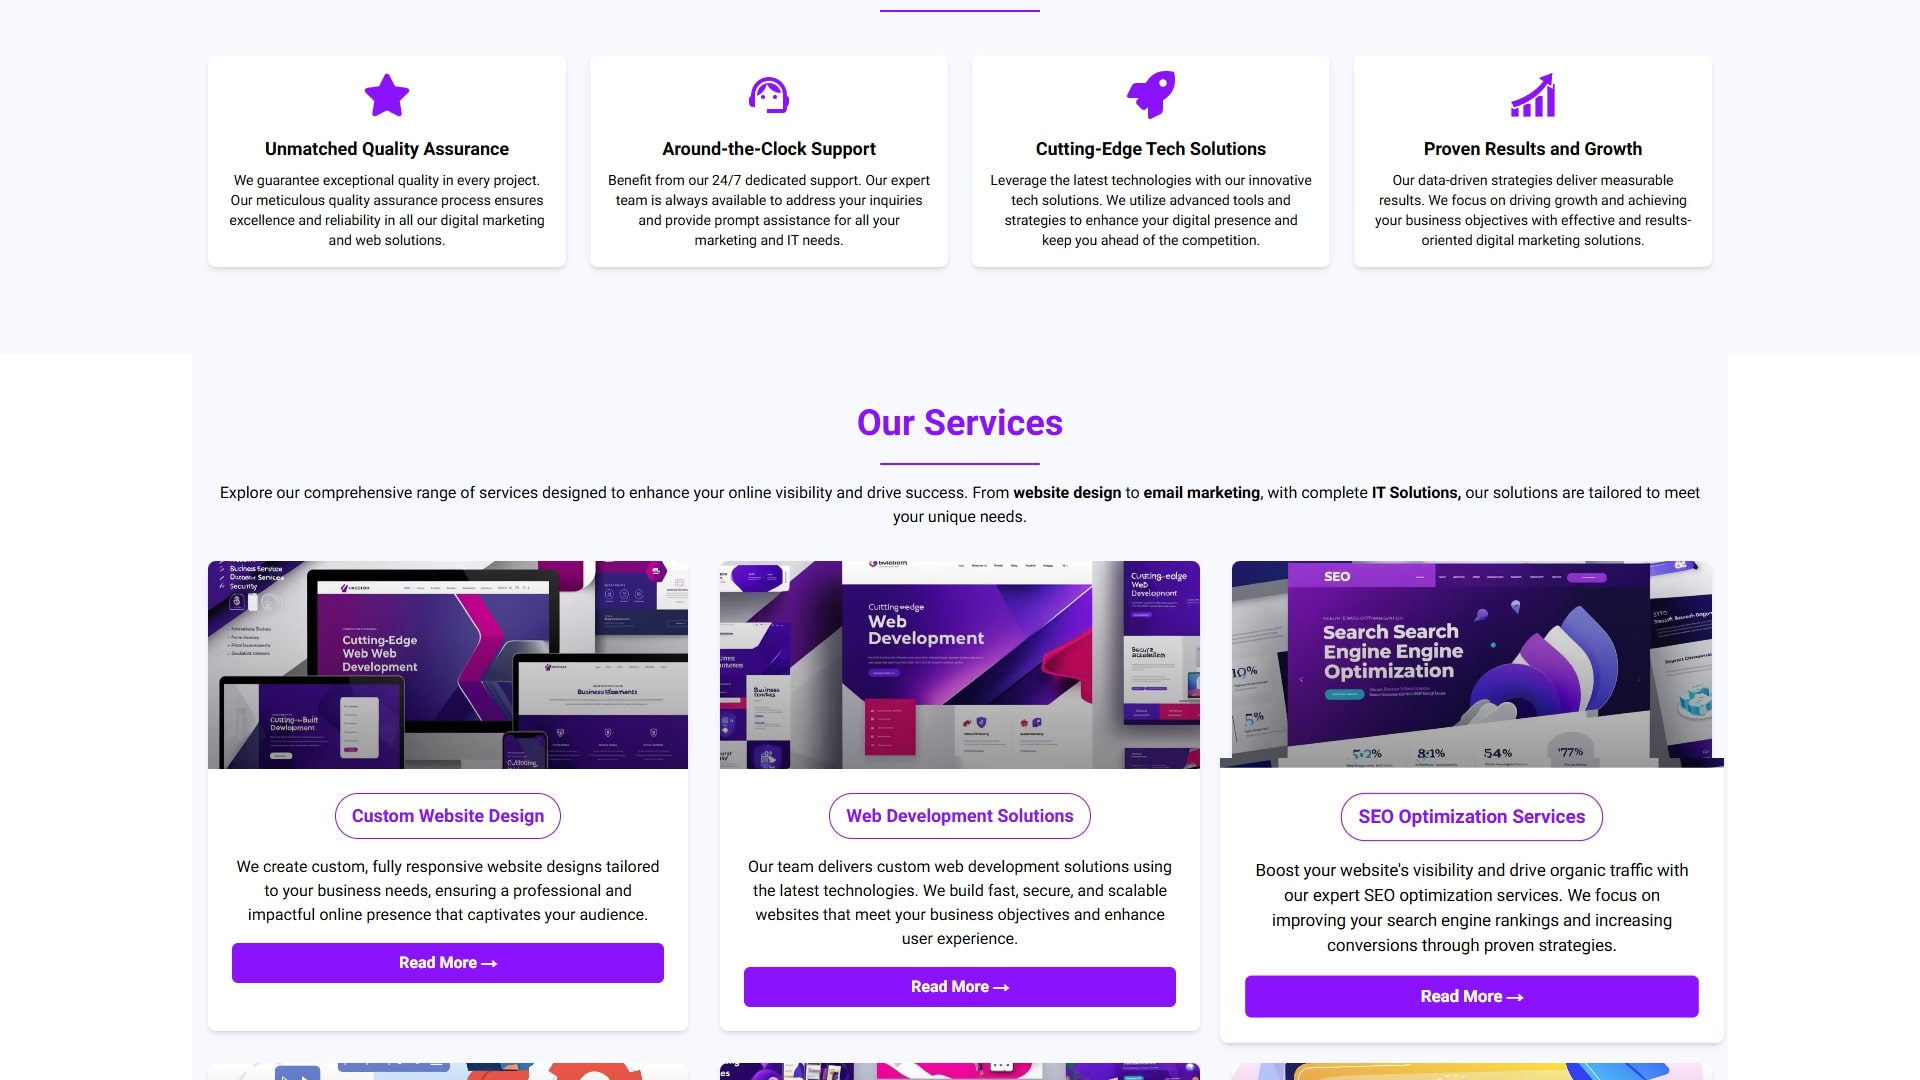 Unmatched Quality Assurance
We guarantee exceptional quality in every project.
Our meticulous quality assurance process ensures
excellence and reliability in all our digital marketing
and web solutions.
Around-the-Clock Support
Benefit from our 24/7 dedicated support. Our expert
team is always available to address your inquiries
and provide prompt assistance for all your
marketing and IT needs.
Cutting-Edge Tech Solutions
Leverage the latest technologies with our innovative
tech solutions. We utilize advanced tools and
strategies to enhance your digital presence and
keep you ahead of the competition.
Proven Results and Growth
Our data-driven strategies deliver measurable
results. We focus on driving growth and achieving
your business objectives with effective and results-
oriented digital marketing solutions.
Our Services
Explore our comprehensive range of services designed to enhance your online visibility and drive success. From website design to email marketing, with complete IT Solutions, our solutions are tailored to meet
your unique needs.
Cutting-Edge
Web Web
Development
Cutting-edge
Web
Development
SEO
Search Search
Engine Engine
Optimization
54%
Custom Website Design
We create custom, fully responsive website designs tailored
to your business needs, ensuring a professional and
impactful online presence that captivates your audience.
Read More →
Web Development Solutions
Our team delivers custom web development solutions using
the latest technologies. We build fast, secure, and scalable
websites that meet your business objectives and enhance
user experience.
Read More →
SEO Optimization Services
Boost your website's visibility and drive organic traffic with
our expert SEO optimization services. We focus on
improving your search engine rankings and increasing
conversions through proven strategies.
Read More →